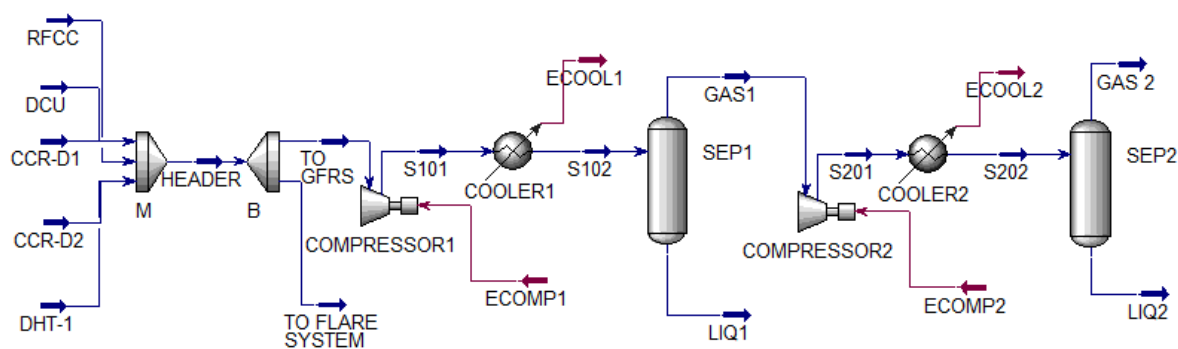 RFCC
DCU
CCR-D1
CCR-D2
DHT-1
M
HEADER
B
TO
GFRS
TO FLARE
SYSTEM
S101
COMPRESSOR1
ECOMP1
ECOOL1
COOLER1
S102
GAS1
SEP1
LIQ1
S201
COMPRESSOR2
ECOMP2
ECOOL2
COOLER2
S202
GAS 2
SEP2
LIQ2